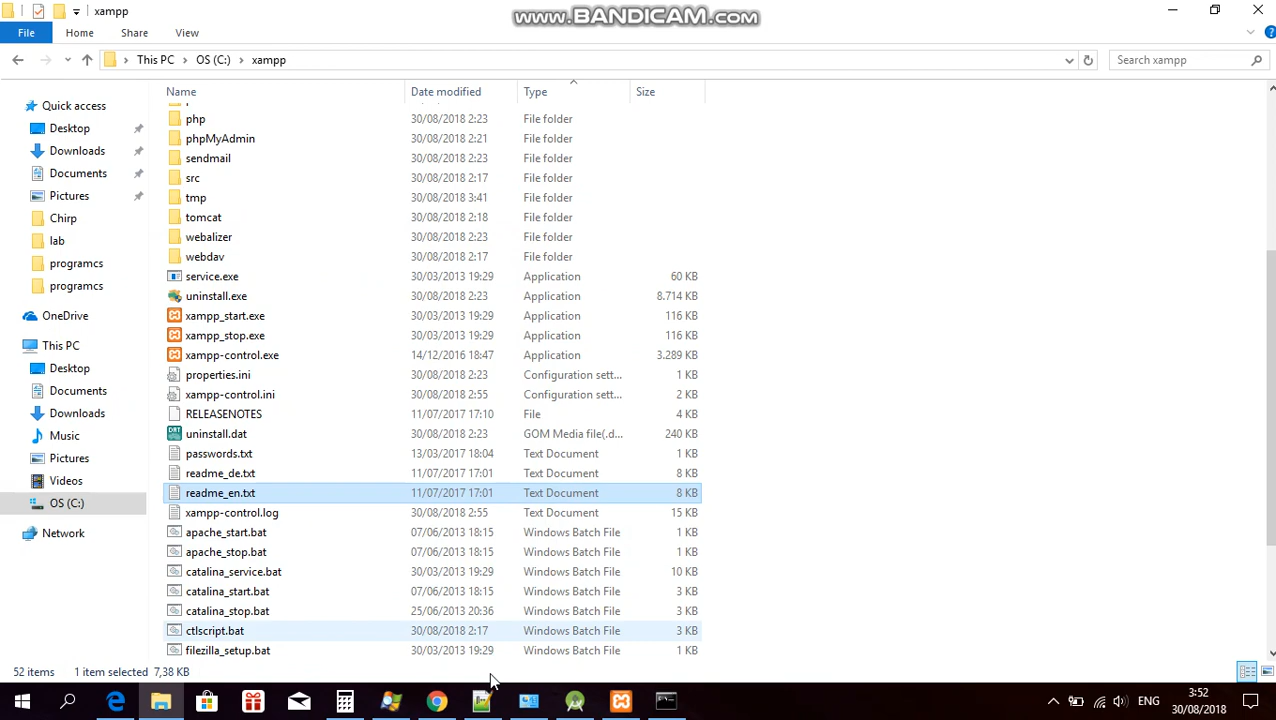 xampp
www.BANDICAM.com
File Home Share View
This PC OS (C:) xampp
Search xampp
Name Date modified Type Size
Quick access
Desktop
Downloads
Documents
Pictures
Chirp
lab
programcs
programcs
OneDrive
This PC
Desktop
Documents
Downloads
Music
Pictures
Videos
OS (C:)
Network
php 30/08/2018 2:23 File folder
phpMyAdmin 30/08/2018 2:21 File folder
sendmail 30/08/2018 2:23 File folder
src 30/08/2018 2:17 File folder
tmp 30/08/2018 3:41 File folder
tomcat 30/08/2018 2:18 File folder
webalizer 30/08/2018 2:23 File folder
webdav 30/08/2018 2:17 File folder
service.exe 30/03/2013 19:29 Application 60 KB
uninstall.exe 30/08/2018 2:23 Application 8.714 KB
xampp_start.exe 30/03/2013 19:29 Application 116 KB
xampp_stop.exe 30/03/2013 19:29 Application 116 KB
xampp-control.exe 14/12/2016 18:47 Application 3.289 KB
properties.ini 30/08/2018 2:23 Configuration sett... 1 KB
xampp-control.ini 30/08/2018 2:55 Configuration sett... 2 KB
RELEASENOTES 11/07/2017 17:10 File 4 KB
uninstall.dat 30/08/2018 2:23 GOM Media file(.d... 240 KB
passwords.txt 13/03/2017 18:04 Text Document 1 KB
readme_de.txt 11/07/2017 17:01 Text Document 8 KB
readme_en.txt 11/07/2017 17:01 Text Document 8 KB
xampp-control.log 30/08/2018 2:55 Text Document 15 KB
apache_start.bat 07/06/2013 18:15 Windows Batch File 1 KB
apache_stop.bat 07/06/2013 18:15 Windows Batch File 1 KB
catalina_service.bat 30/03/2013 19:29 Windows Batch File 10 KB
catalina_start.bat 07/06/2013 18:15 Windows Batch File 3 KB
catalina_stop.bat 25/06/2013 20:36 Windows Batch File 3 KB
ctlscript.bat 30/08/2018 2:17 Windows Batch File 3 KB
filezilla_setup.bat 30/03/2013 19:29 Windows Batch File 1 KB
52 items 1 item selected 7,38 KB
ENG
3:52
30/08/2018